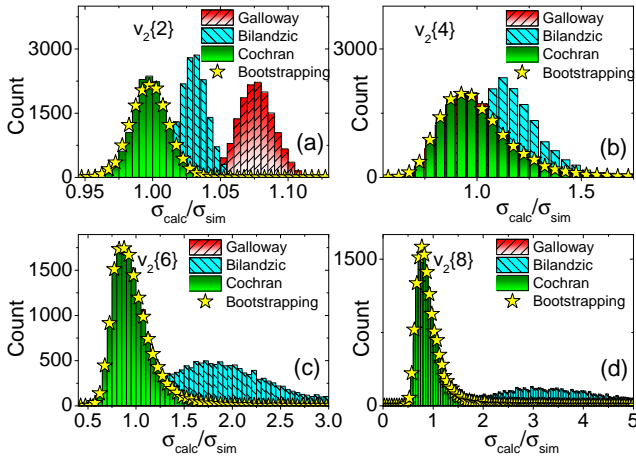 v₂{2}
Galloway
Bilandzic
Cochran
Bootstrapping
3000
1500
0
Count
(a)
0.95 1.00 1.05 1.10
σcalc/σsim
v₂{4}
Galloway
Bilandzic
Cochran
Bootstrapping
3000
1500
0
Count
(b)
1.0 1.5
σcalc/σsim
v₂{6}
Galloway
Bilandzic
Cochran
Bootstrapping
1500
1000
500
0
Count
(c)
0.5 1.0 1.5 2.0 2.5 3.0
σcalc/σsim
v₂{8}
Galloway
Bilandzic
Cochran
Bootstrapping
1500
0
Count
(d)
0 1 2 3 4 5
σcalc/σsim